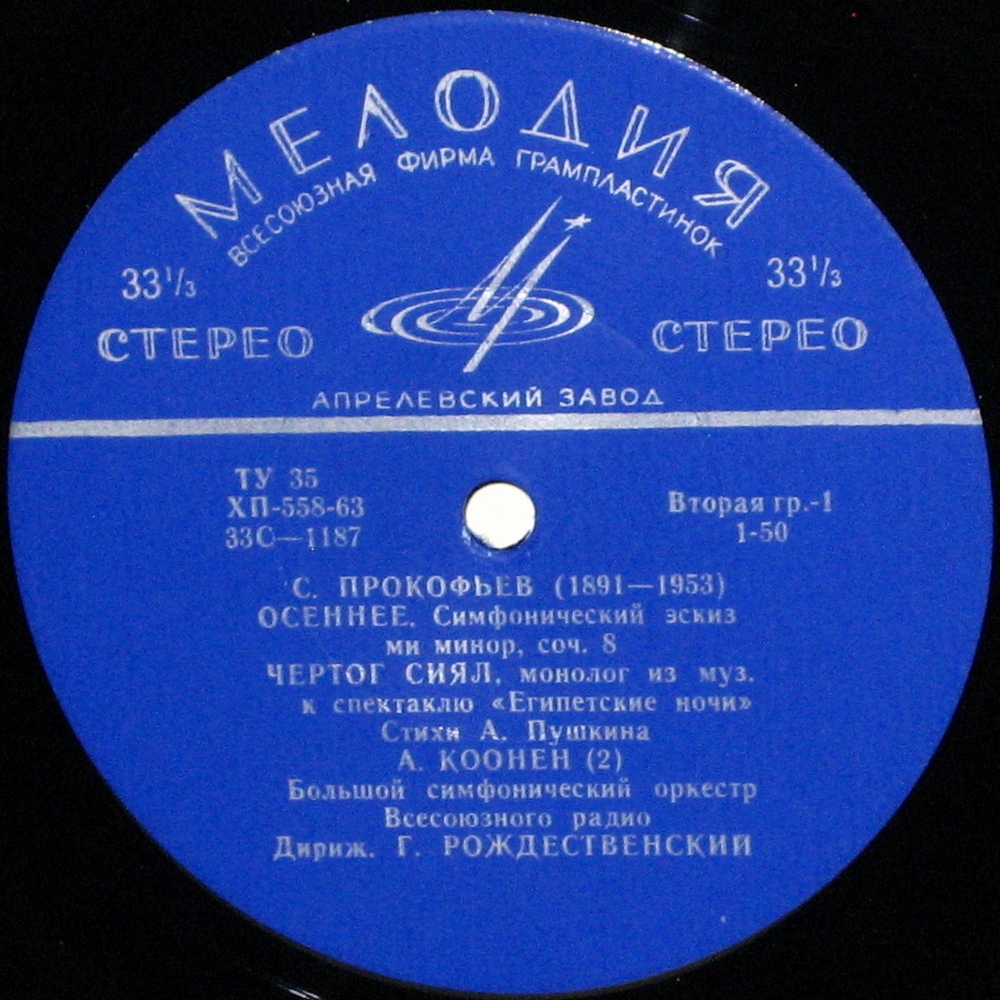 МЕЛОДИЯ
ВСЕСОЮЗНАЯ ФИРМА ГРАМПЛАСТИНОК
33⅓ 33⅓
СТЕРЕО СТЕРЕО
АПРЕЛЕВСКИЙ ЗАВОД
ТУ 35
ХП-558-63 Вторая гр.-1
33С—1187 1-50
С. ПРОКОФЬЕВ (1891—1953)
ОСЕННЕЕ. Симфонический эскиз
ми минор, соч. 8
ЧЕРТОГ СИЯЛ, монолог из муз.
к спектаклю «Египетские ночи»
Стихи А. Пушкина
А. КООНЕН (2)
Большой симфонический оркестр
Всесоюзного радио
Дириж. Г. РОЖДЕСТВЕНСКИЙ